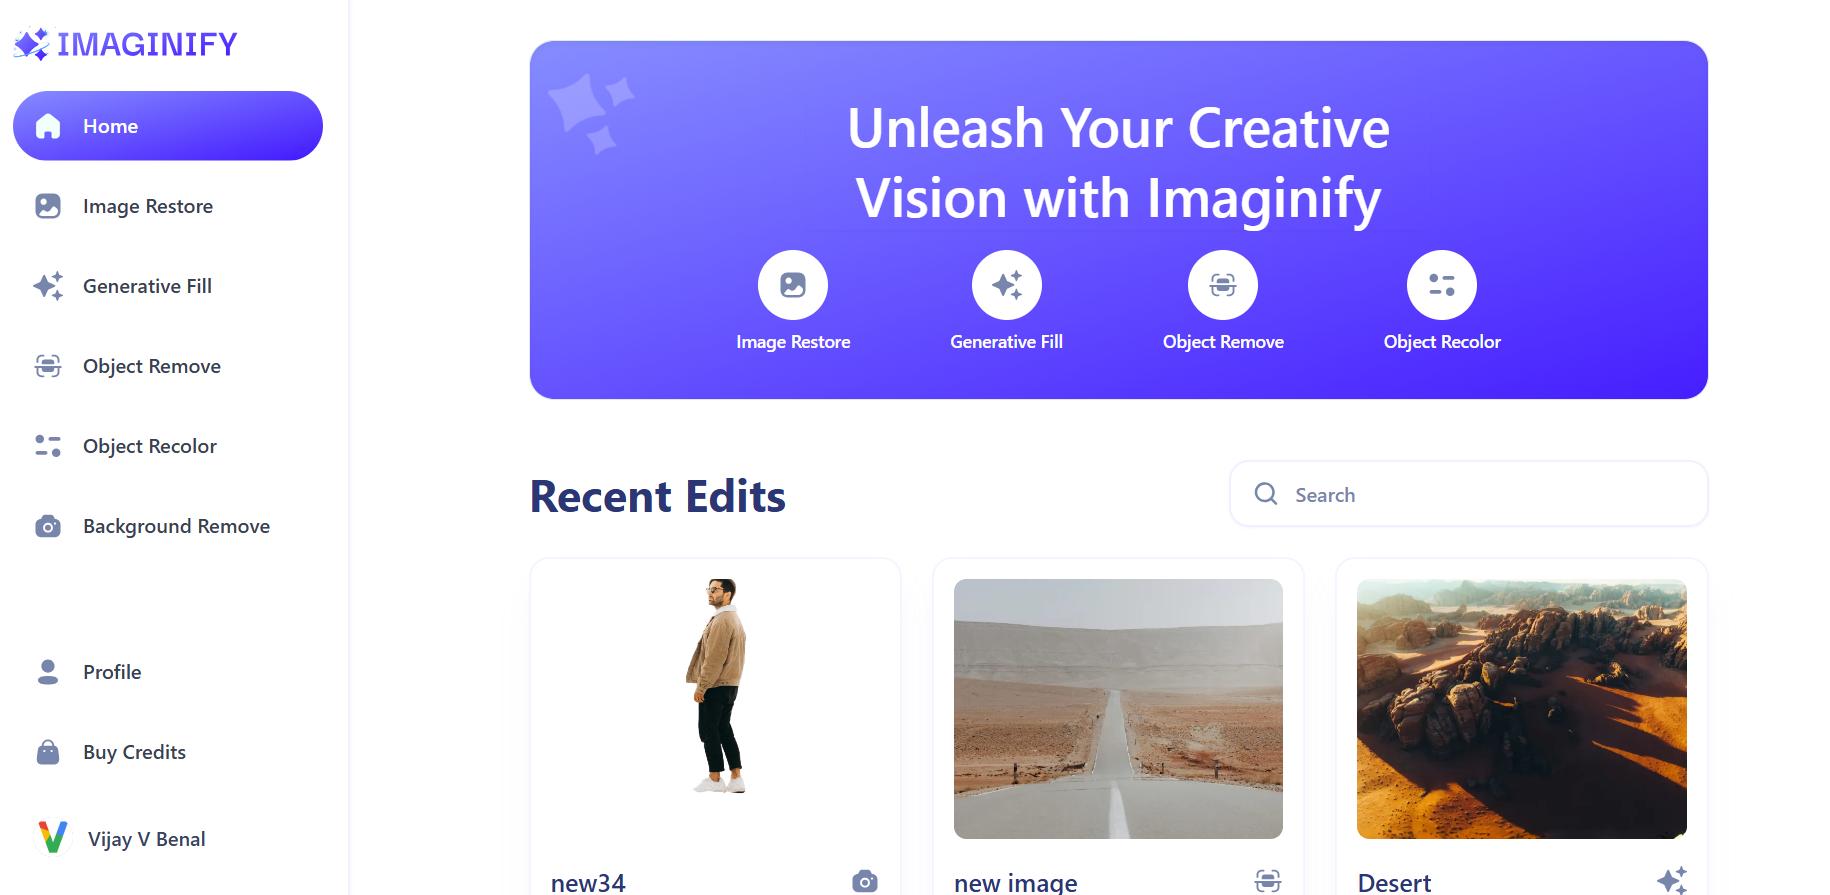 IMAGINIFY
Home
Image Restore
Generative Fill
Object Remove
Object Recolor
Background Remove
Profile
Buy Credits
Vijay V Benal
Unleash Your Creative
Vision with Imaginify
Image Restore
Generative Fill
Object Remove
Object Recolor
Recent Edits
Search
new34
new image
Desert